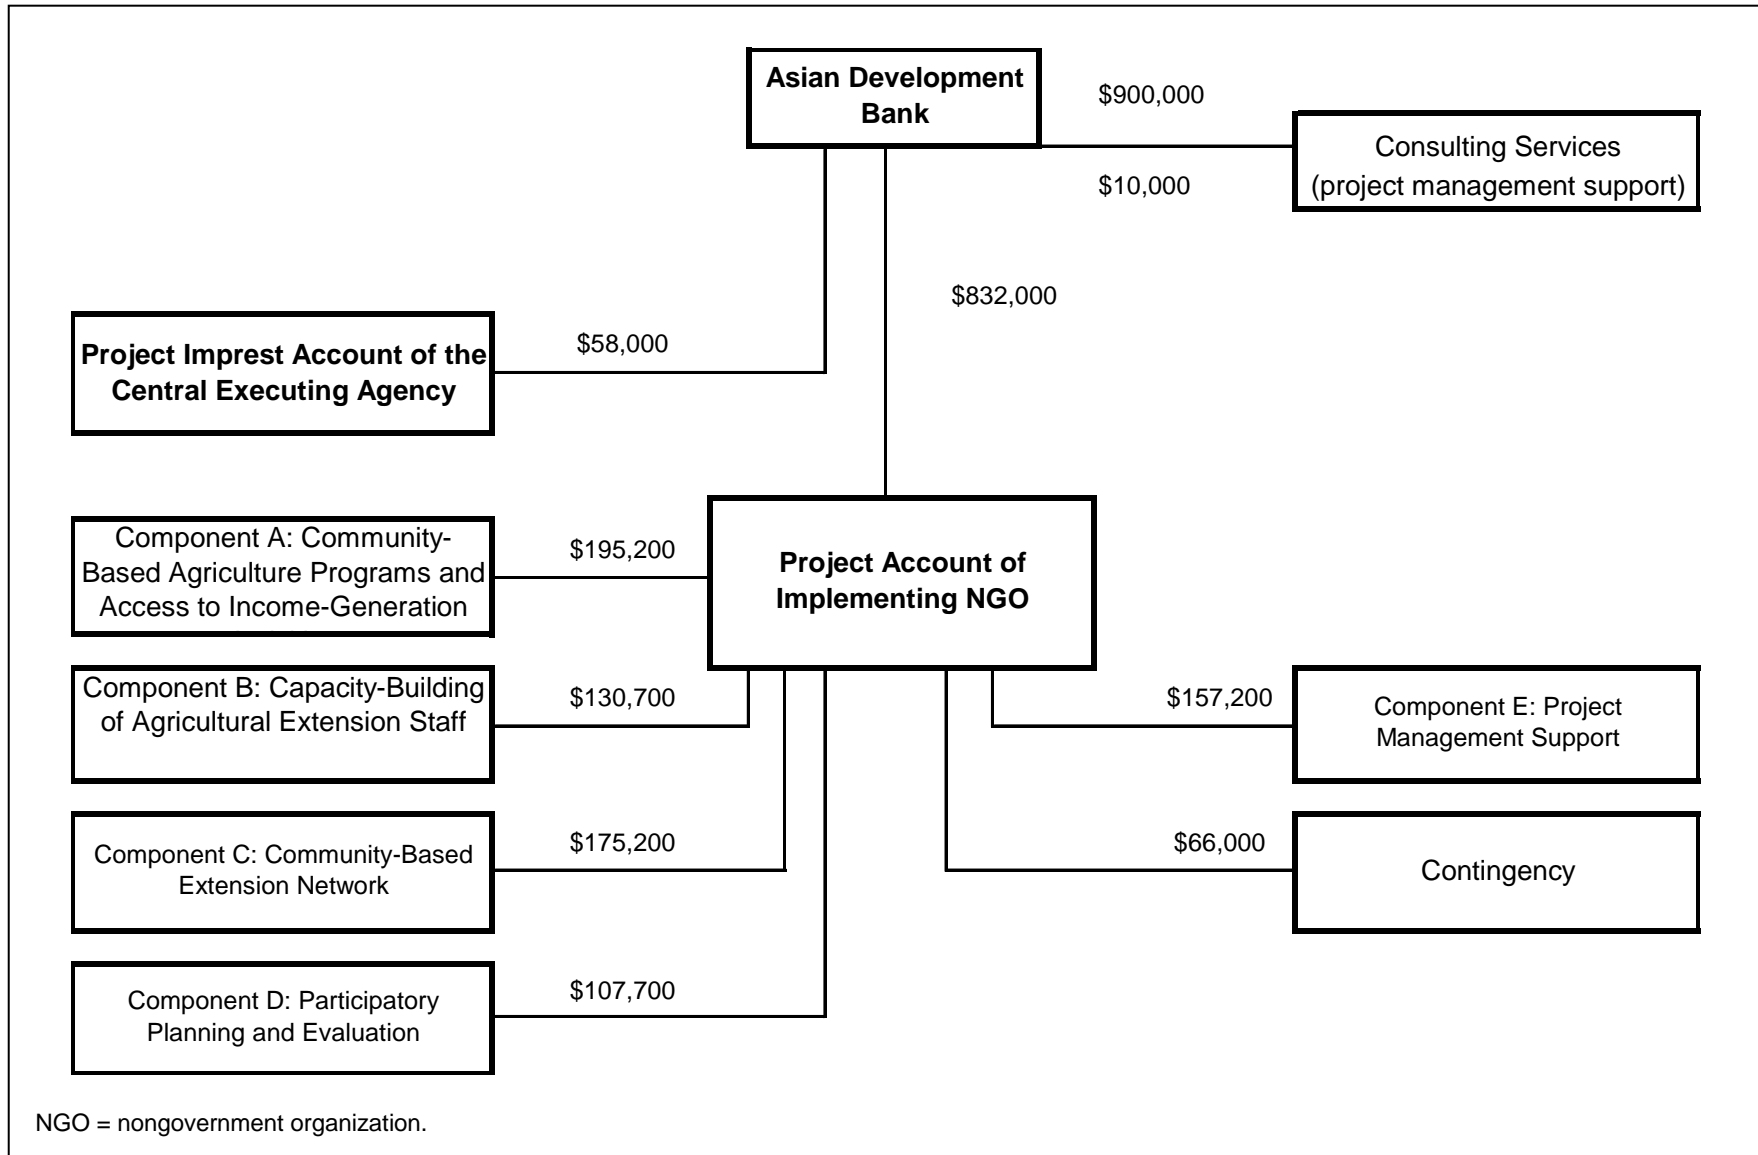 Asian Development
Bank
$900,000
Consulting Services
(project management support)
$10,000
$832,000
Project Imprest Account of the
Central Executing Agency
$58,000
Component A: Community-
Based Agriculture Programs and
Access to Income-Generation
$195,200
Project Account of
Implementing NGO
Component B: Capacity-Building
of Agricultural Extension Staff
$130,700
$157,200
Component E: Project
Management Support
Component C: Community-Based
Extension Network
$175,200
$66,000
Contingency
Component D: Participatory
Planning and Evaluation
$107,700
NGO = nongovernment organization.